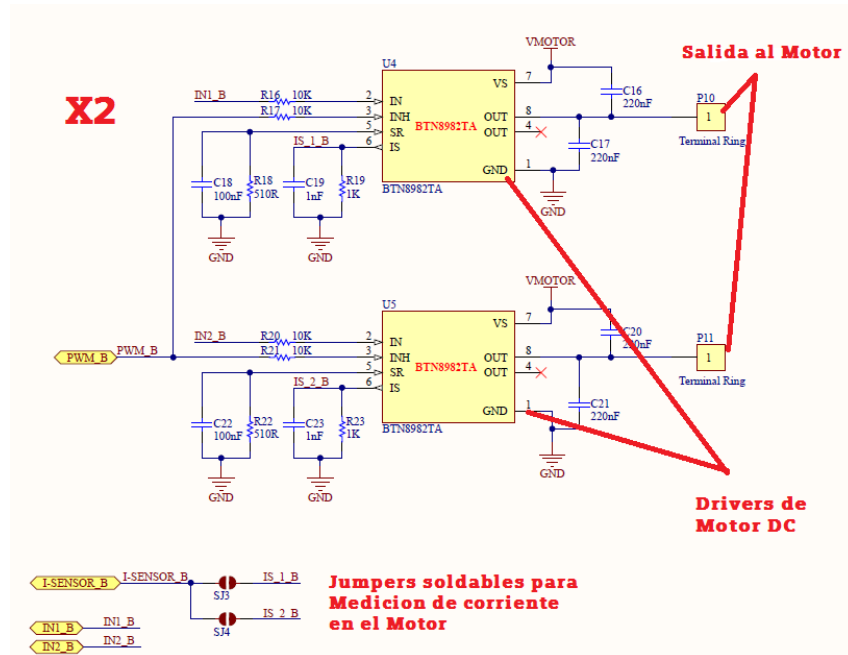 VMOTOR
Salida al Motor
U4
X2
IN1_B
R16 10K
R17 10K
2
3
5
6
IN
INH
SR
IS
BTN8982TA
VS
OUT
OUT
GND
7
8
4
1
C16
220nF
P10
1
Terminal Ring
C17
220nF
IS_1_B
C18
100nF
R18
510R
C19
1nF
R19
1K
BTN8982TA
GND
GND
GND
VMOTOR
U5
IN2_B
R20 10K
R21 10K
PWM_B
PWM_B
2
3
5
6
IN
INH
SR
IS
BTN8982TA
VS
OUT
OUT
GND
7
8
4
1
C20
220nF
P11
1
Terminal Ring
C21
220nF
IS_2_B
C22
100nF
R22
510R
C23
1nF
R23
1K
BTN8982TA
GND
GND
GND
Drivers de
Motor DC
I-SENSOR_B
I-SENSOR_B
IS_1_B
SJ3
IS_2_B
SJ4
Jumpers soldables para
Medicion de corriente
en el Motor
IN1_B
IN1_B
IN2_B
IN2_B